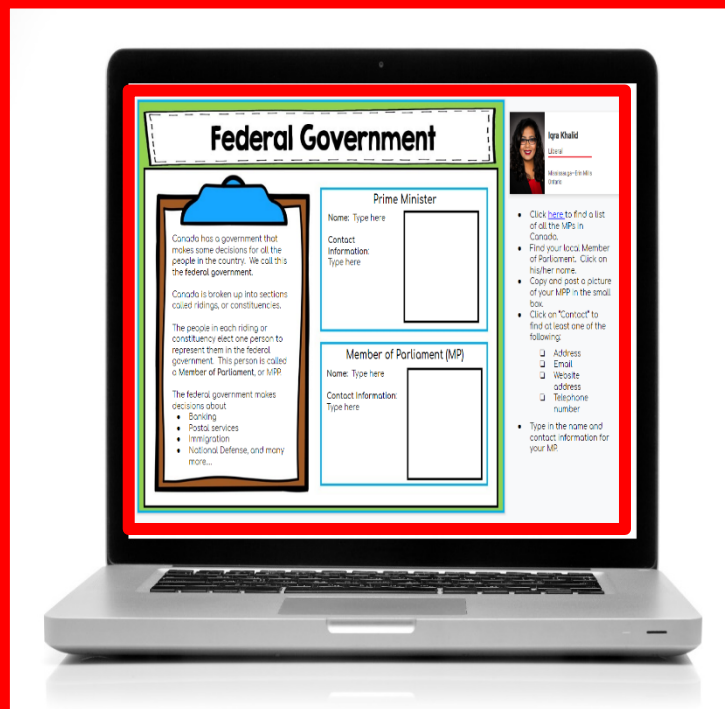 Federal Government
Canada has a government that
makes some decisions for all the
people in the country. We call this
the federal government.
Canada is broken up into sections
called ridings, or constituencies.
The people in each riding or
constituency elect one person to
represent them in the federal
government. This person is called
a Member of Parliament, or MPP.
The federal government makes
decisions about
• Banking
• Postal services
• Immigration
• National Defense, and many
more...
Prime Minister
Name: Type here
Contact
Information:
Type here
Member of Parliament (MP)
Name: Type here
Contact Information:
Type here
Iqra Khalid
Liberal
Mississauga—Erin Mills
Ontario
• Click here to find a list
of all the MPs in
Canada.
• Find your local Member
of Parliament. Click on
his/her name.
• Copy and post a picture
of your MPP in the small
box.
• Click on "Contact" to
find at least one of the
following:
❏ Address
❏ Email
❏ Website
address
❏ Telephone
number
• Type in the name and
contact information for
your MP.